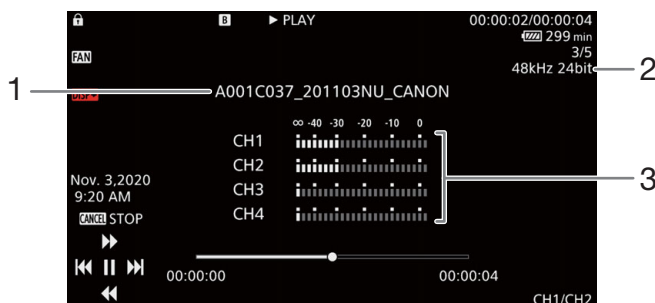 B ▶ PLAY 00:00:02/00:00:04
299 min
FAN 3/5
48kHz 24bit 2
1 A001C037_201103NU_CANON
∞ -40 -30 -20 -10 0
CH1
CH2
3
Nov. 3,2020 CH3
9:20 AM
CH4
CANCEL STOP
00:00:00 00:00:04
CH1/CH2